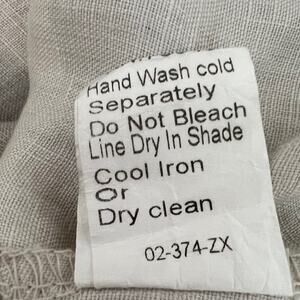 Hand Wash cold
Separately
Do Not Bleach
Line Dry In Shade
Cool Iron
Or
Dry clean
02-374-ZX